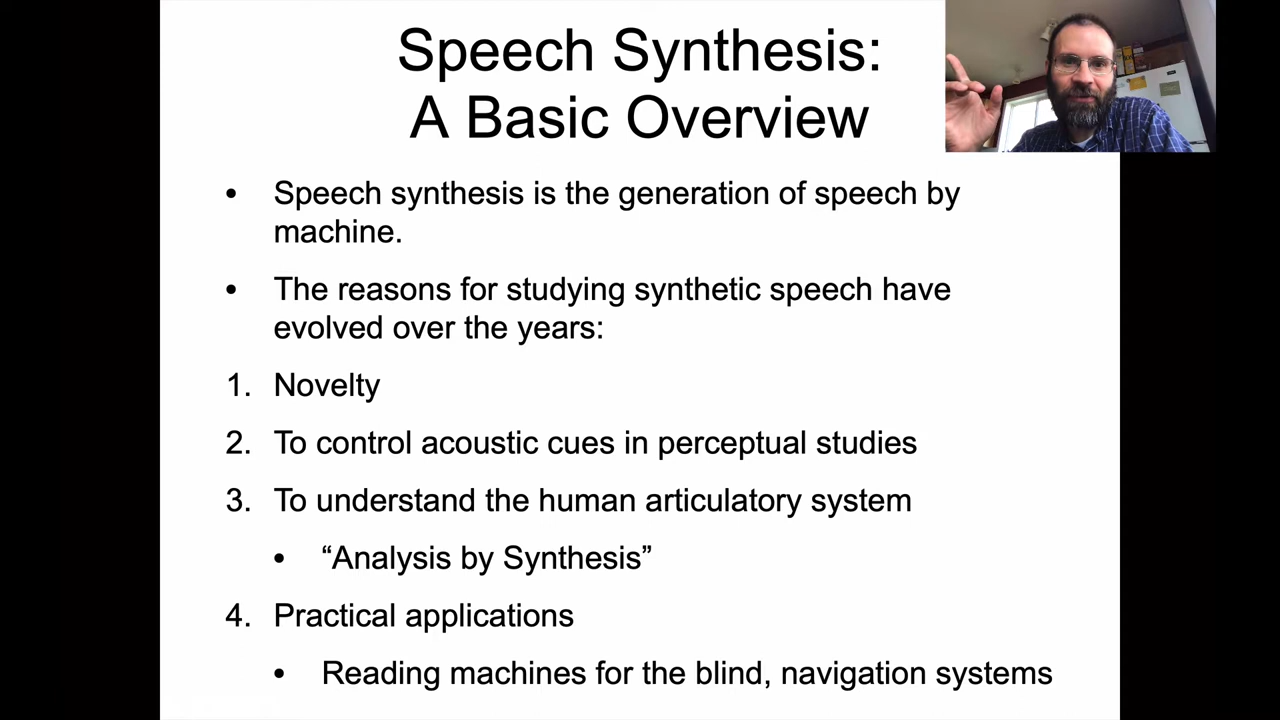 Speech Synthesis:
A Basic Overview
• Speech synthesis is the generation of speech by
machine.
• The reasons for studying synthetic speech have
evolved over the years:
1. Novelty
2. To control acoustic cues in perceptual studies
3. To understand the human articulatory system
• “Analysis by Synthesis”
4. Practical applications
• Reading machines for the blind, navigation systems